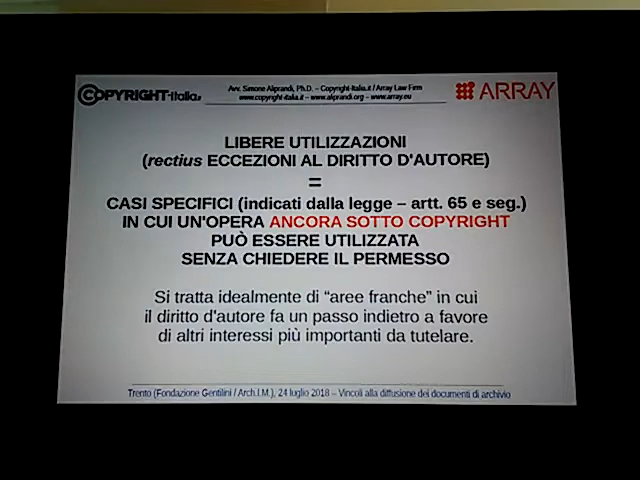 COPYRIGHT-Italia.it
Avv. Simone Aliprandi, Ph.D. – Copyright-Italia.it / Array Law Firm
www.copyright-italia.it – www.aliprandi.org – www.array.eu
ARRAY
LIBERE UTILIZZAZIONI
(rectius ECCEZIONI AL DIRITTO D'AUTORE)
=
CASI SPECIFICI (indicati dalla legge – artt. 65 e seg.)
IN CUI UN'OPERA ANCORA SOTTO COPYRIGHT
PUÒ ESSERE UTILIZZATA
SENZA CHIEDERE IL PERMESSO
Si tratta idealmente di “aree franche” in cui
il diritto d'autore fa un passo indietro a favore
di altri interessi più importanti da tutelare.
Trento (Fondazione Gentilini / Arch.I.M.), 24 luglio 2018 – Vincoli alla diffusione dei documenti di archivio